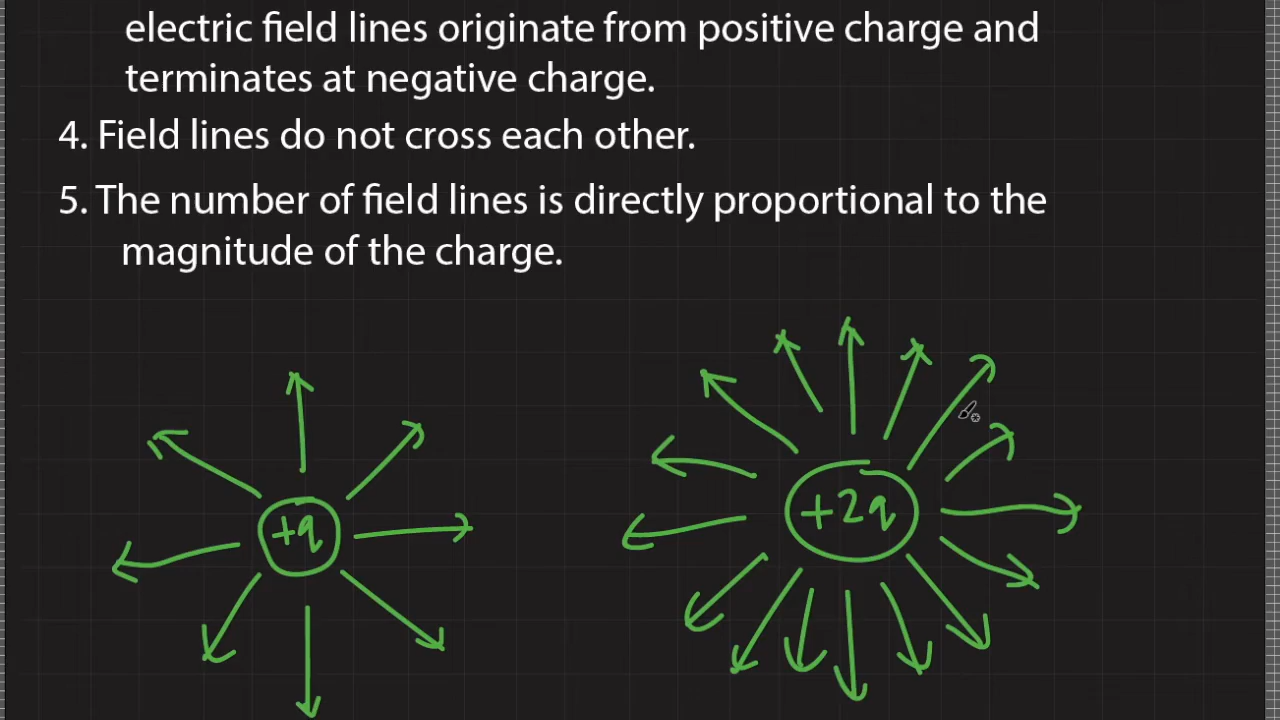 electric field lines originate from positive charge and
terminates at negative charge.
4. Field lines do not cross each other.
5. The number of field lines is directly proportional to the
magnitude of the charge.
+q
+2q